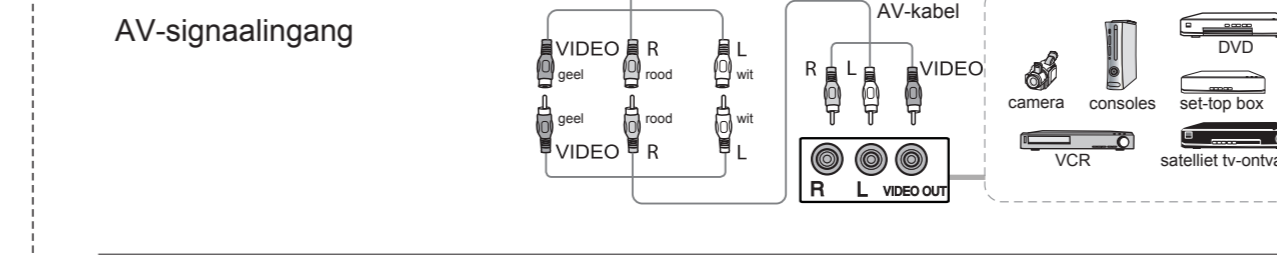 AV-signaalingang
AV-kabel
VIDEO R L
geel rood wit
geel rood wit
VIDEO R L
R L VIDEO
R L VIDEO OUT
DVD
camera consoles set-top box
VCR